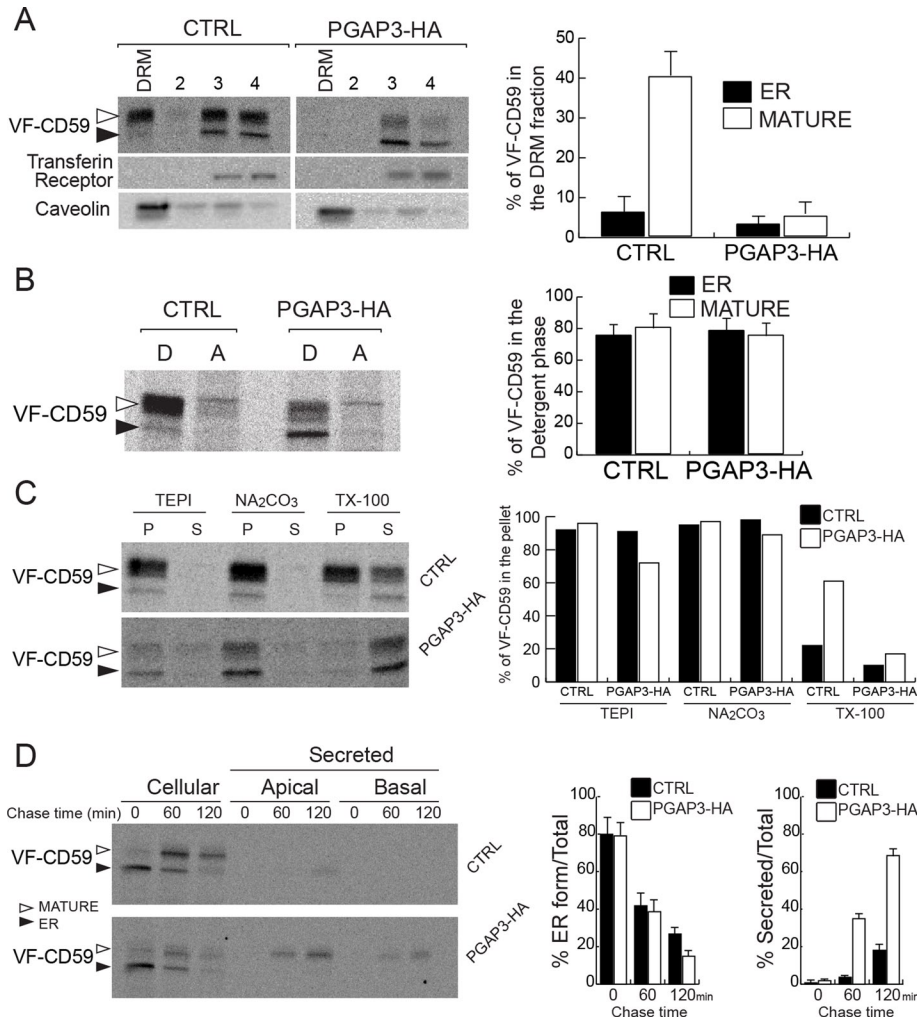 A
CTRL PGAP3-HA
DRM 2 3 4 DRM 2 3 4
VF-CD59
Transferin
Receptor
Caveolin
% of VF-CD59 in
the DRM fraction
50
40
30
20
10
0
ER
MATURE
CTRL PGAP3-HA
B
CTRL PGAP3-HA
D A D A
VF-CD59
% of VF-CD59 in the
Detergent phase
100
80
60
40
20
0
ER
MATURE
CTRL PGAP3-HA
C
TEPI NA2CO3 TX-100
P S P S P S
VF-CD59 CTRL
VF-CD59 PGAP3-HA
% of VF-CD59 in the pellet
100
80
60
40
20
0
CTRL
PGAP3-HA
CTRL PGAP3-HA CTRL PGAP3-HA CTRL PGAP3-HA
TEPI NA2CO3 TX-100
D
Secreted
Cellular Apical Basal
Chase time (min) 0 60 120 0 60 120 0 60 120
VF-CD59 CTRL
MATURE
ER
VF-CD59 PGAP3-HA
% ER form/Total
100
80
60
40
20
0
CTRL
PGAP3-HA
0 60 120min
Chase time
% Secreted/Total
100
80
60
40
20
0
CTRL
PGAP3-HA
0 60 120min
Chase time